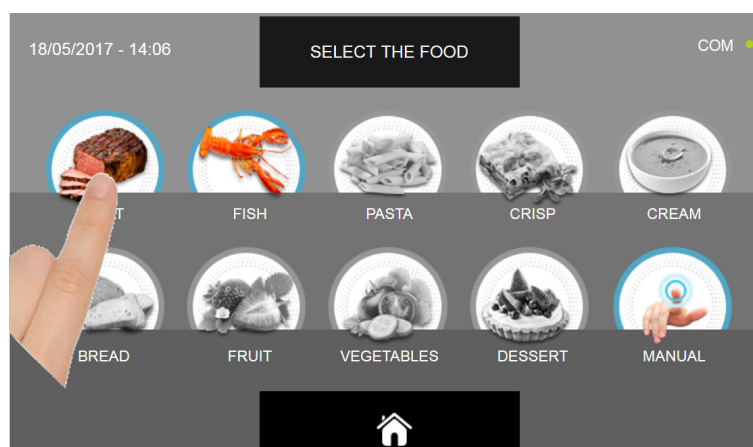 18/05/2017 - 14:06
SELECT THE FOOD
COM
FISH
PASTA
CRISP
CREAM
BREAD
FRUIT
VEGETABLES
DESSERT
MANUAL